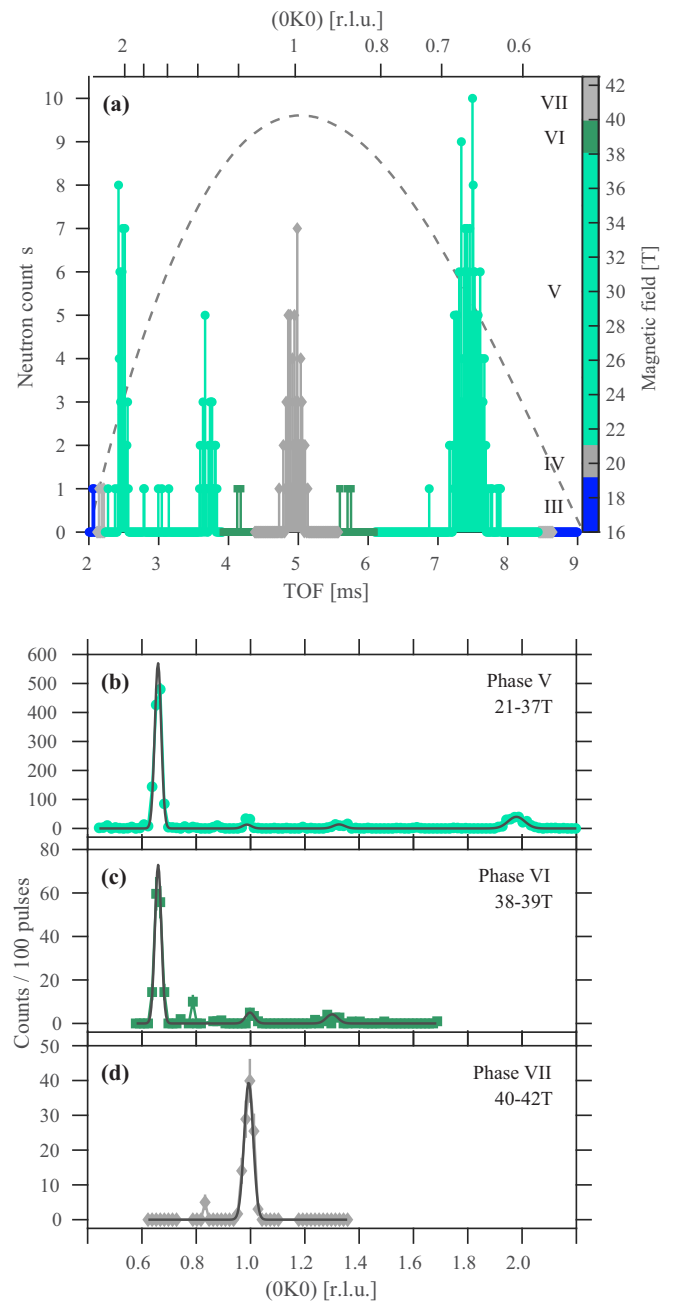 (0K0) [r.l.u.]
2 1 0.8 0.7 0.6
(a)
10
9
8
7
6
5
4
3
2
1
0
Neutron count s
VII
VI
V
IV
III
42
40
38
36
34
32
30
28
26
24
22
20
18
16
Magnetic field [T]
2 3 4 5 6 7 8 9
TOF [ms]
Counts / 100 pulses
600
500
400
300
200
100
0
(b)
Phase V
21-37T
80
60
40
20
0
(c)
Phase VI
38-39T
50
40
30
20
10
0
(d)
Phase VII
40-42T
0.6 0.8 1.0 1.2 1.4 1.6 1.8 2.0
(0K0) [r.l.u.]